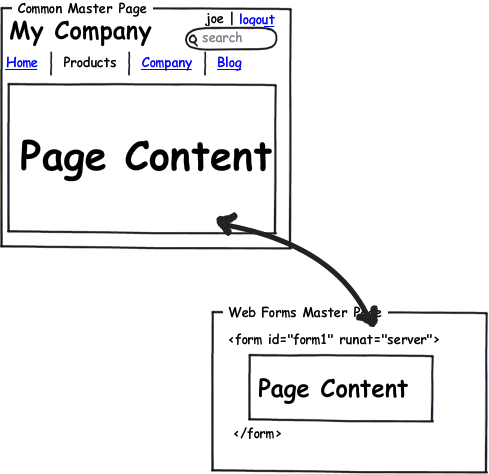 Common Master Page
joe | logout
My Company
search
Home | Products | Company | Blog
Page Content
Web Forms Master Page
<form id="form1" runat="server">
Page Content
</form>